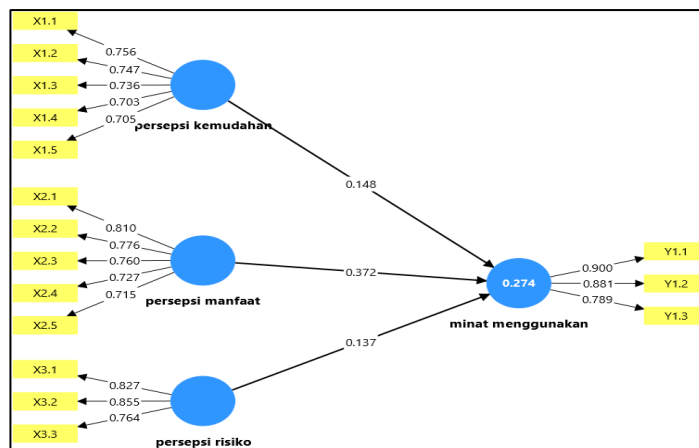 X1.1
X1.2
X1.3
X1.4
X1.5
0.756
0.747
0.736
0.703
0.705
persepsi kemudahan
0.148
X2.1
X2.2
X2.3
X2.4
X2.5
0.810
0.776
0.760
0.727
0.715
persepsi manfaat
0.372
X3.1
X3.2
X3.3
0.827
0.855
0.764
persepsi risiko
0.137
0.274
minat menggunakan
0.900
0.881
0.789
Y1.1
Y1.2
Y1.3